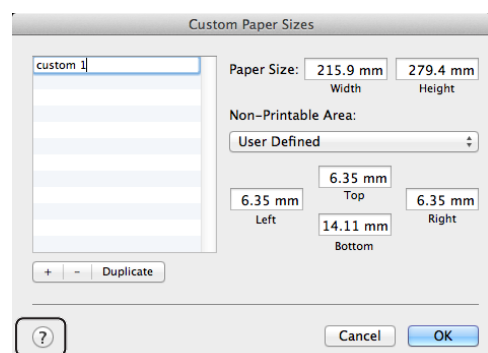 Custom Paper Sizes
custom 1
Paper Size: 215.9 mm 279.4 mm
Width Height
Non-Printable Area:
User Defined
6.35 mm
Top
6.35 mm 6.35 mm
Left Right
14.11 mm
Bottom
+ - Duplicate
? Cancel OK